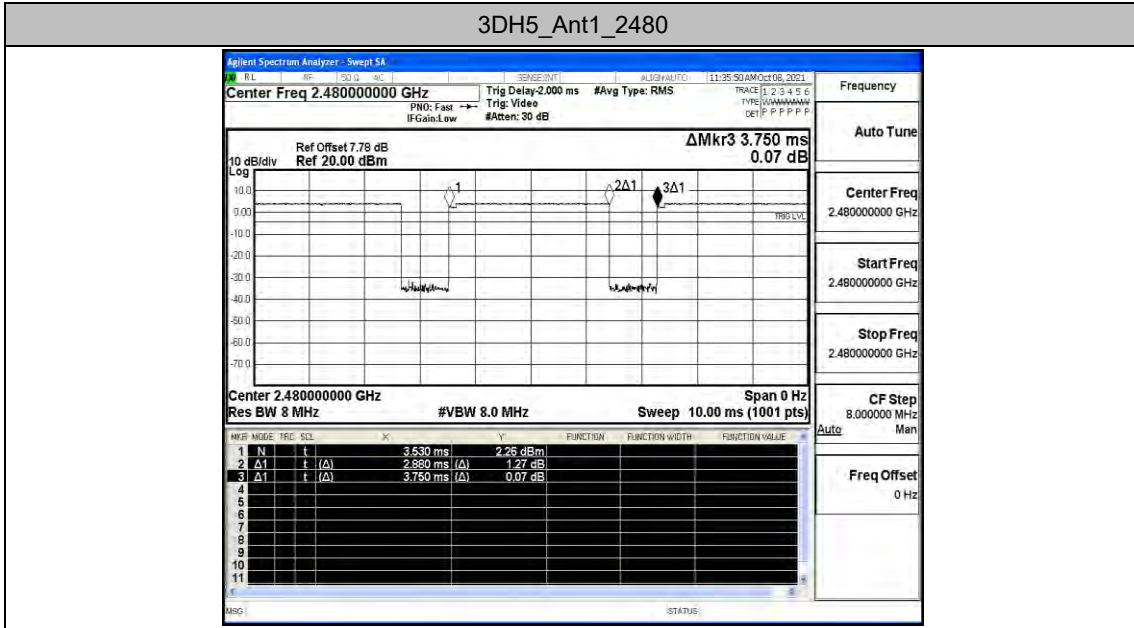 3DH5_Ant1_2480
Agilent Spectrum Analyzer - Swept SA
RL RF 50 Ω AC SENSE:INT ALIGN AUTO 11:35:50 AM Oct 08, 2021
Center Freq 2.480000000 GHz
PNO: Fast
IFGain:Low
Trig Delay-2.000 ms
Trig: Video
#Atten: 30 dB
#Avg Type: RMS
TRACE 1 2 3 4 5 6
TYPE WWWWWWW
DET P P P P P P
ΔMkr3 3.750 ms
0.07 dB
Ref Offset 7.78 dB
10 dB/div Ref 20.00 dBm
Log
10.0
0.00
-10.0
-20.0
-30.0
-40.0
-50.0
-60.0
-70.0
1
2Δ1
3Δ1
TRIG LVL
Center 2.480000000 GHz Span 0 Hz
Res BW 8 MHz #VBW 8.0 MHz Sweep 10.00 ms (1001 pts)
MKR MODE TRC SCL X Y FUNCTION FUNCTION WIDTH FUNCTION VALUE
1 N t 3.530 ms 2.26 dBm
2 Δ1 t (Δ) 2.880 ms (Δ) 1.27 dB
3 Δ1 t (Δ) 3.750 ms (Δ) 0.07 dB
4
5
6
7
8
9
10
11
MSG STATUS
Frequency
Auto Tune
Center Freq
2.480000000 GHz
Start Freq
2.480000000 GHz
Stop Freq
2.480000000 GHz
CF Step
8.000000 MHz
Auto Man
Freq Offset
0 Hz